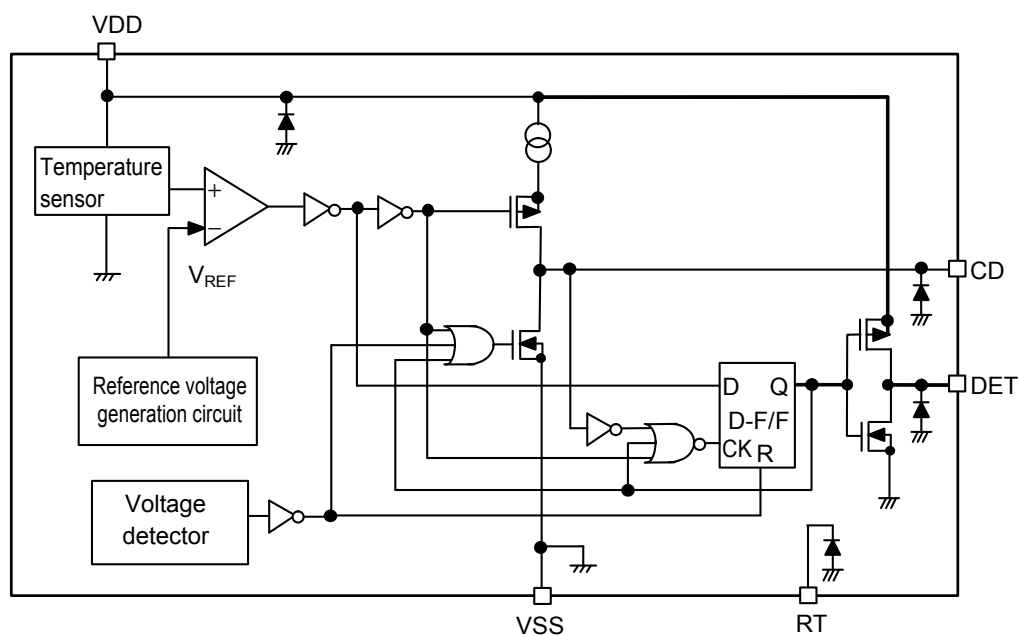 VDD
Temperature
sensor
+
−
VREF
CD
Reference voltage
generation circuit
D Q
D-F/F
CK R
DET
Voltage
detector
VSS
RT